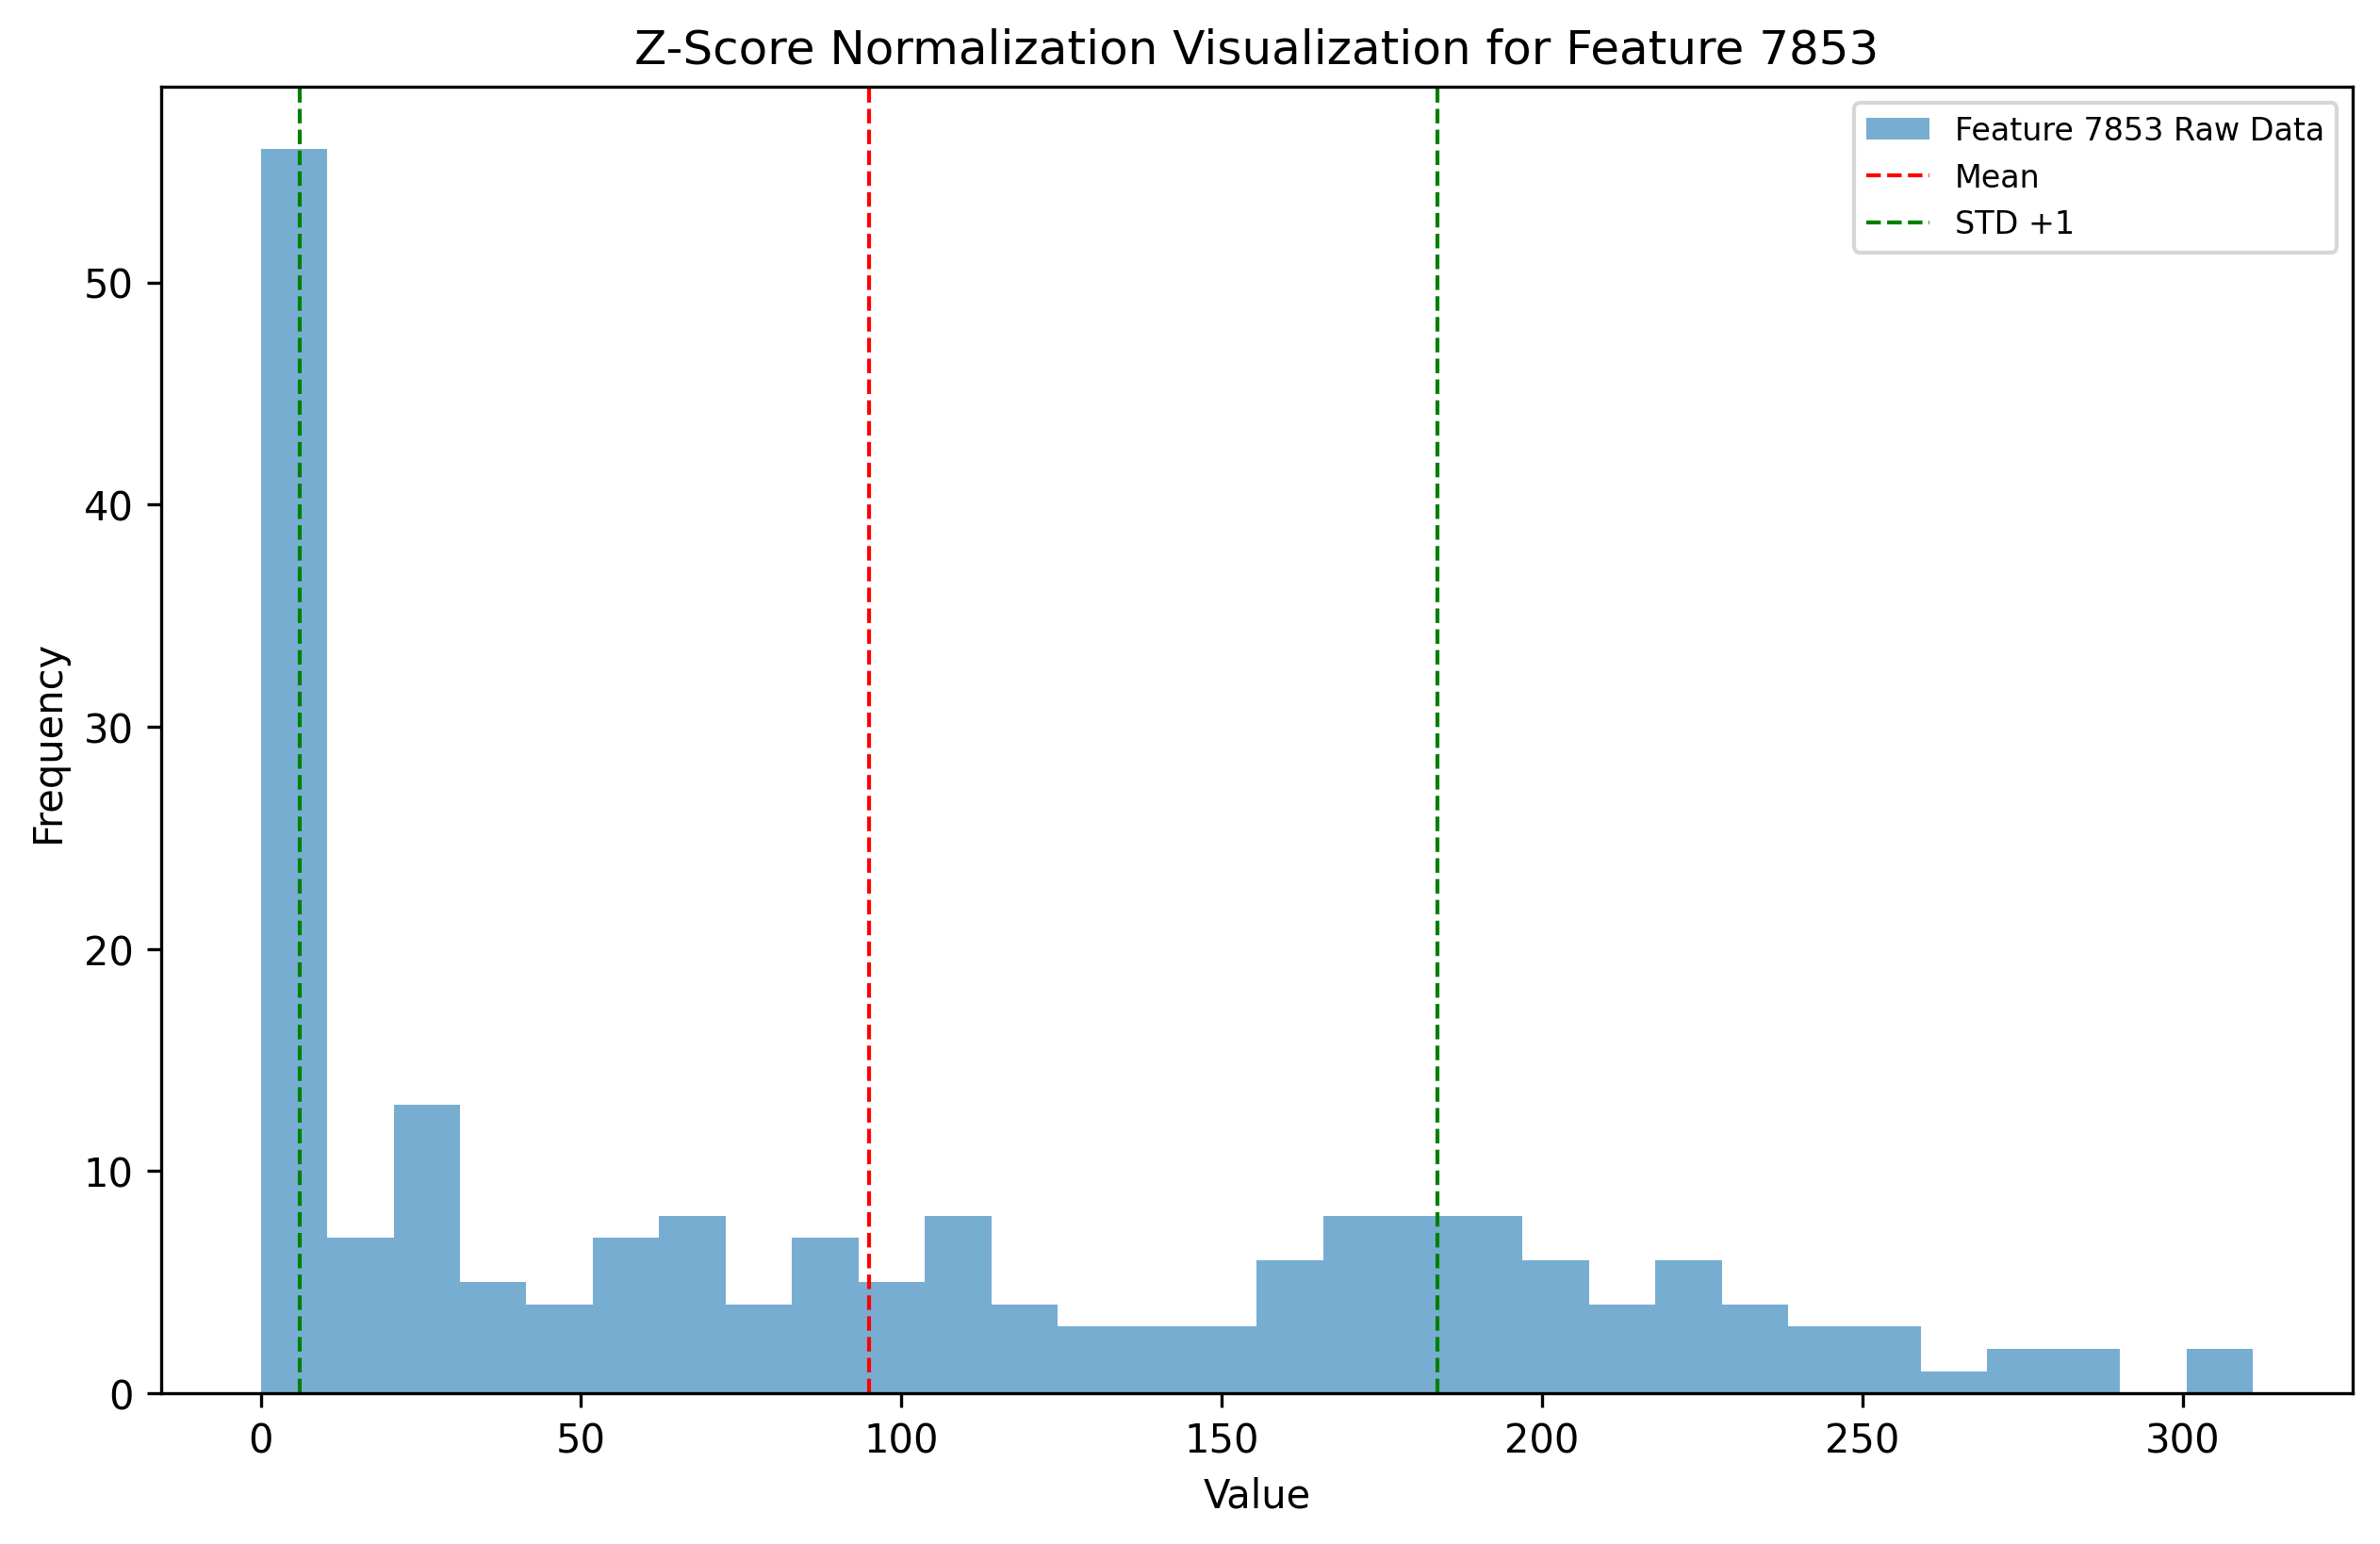 Z-Score Normalization Visualization for Feature 7853
Feature 7853 Raw Data
Mean
STD +1
Frequency
50
40
30
20
10
0
0 50 100 150 200 250 300
Value